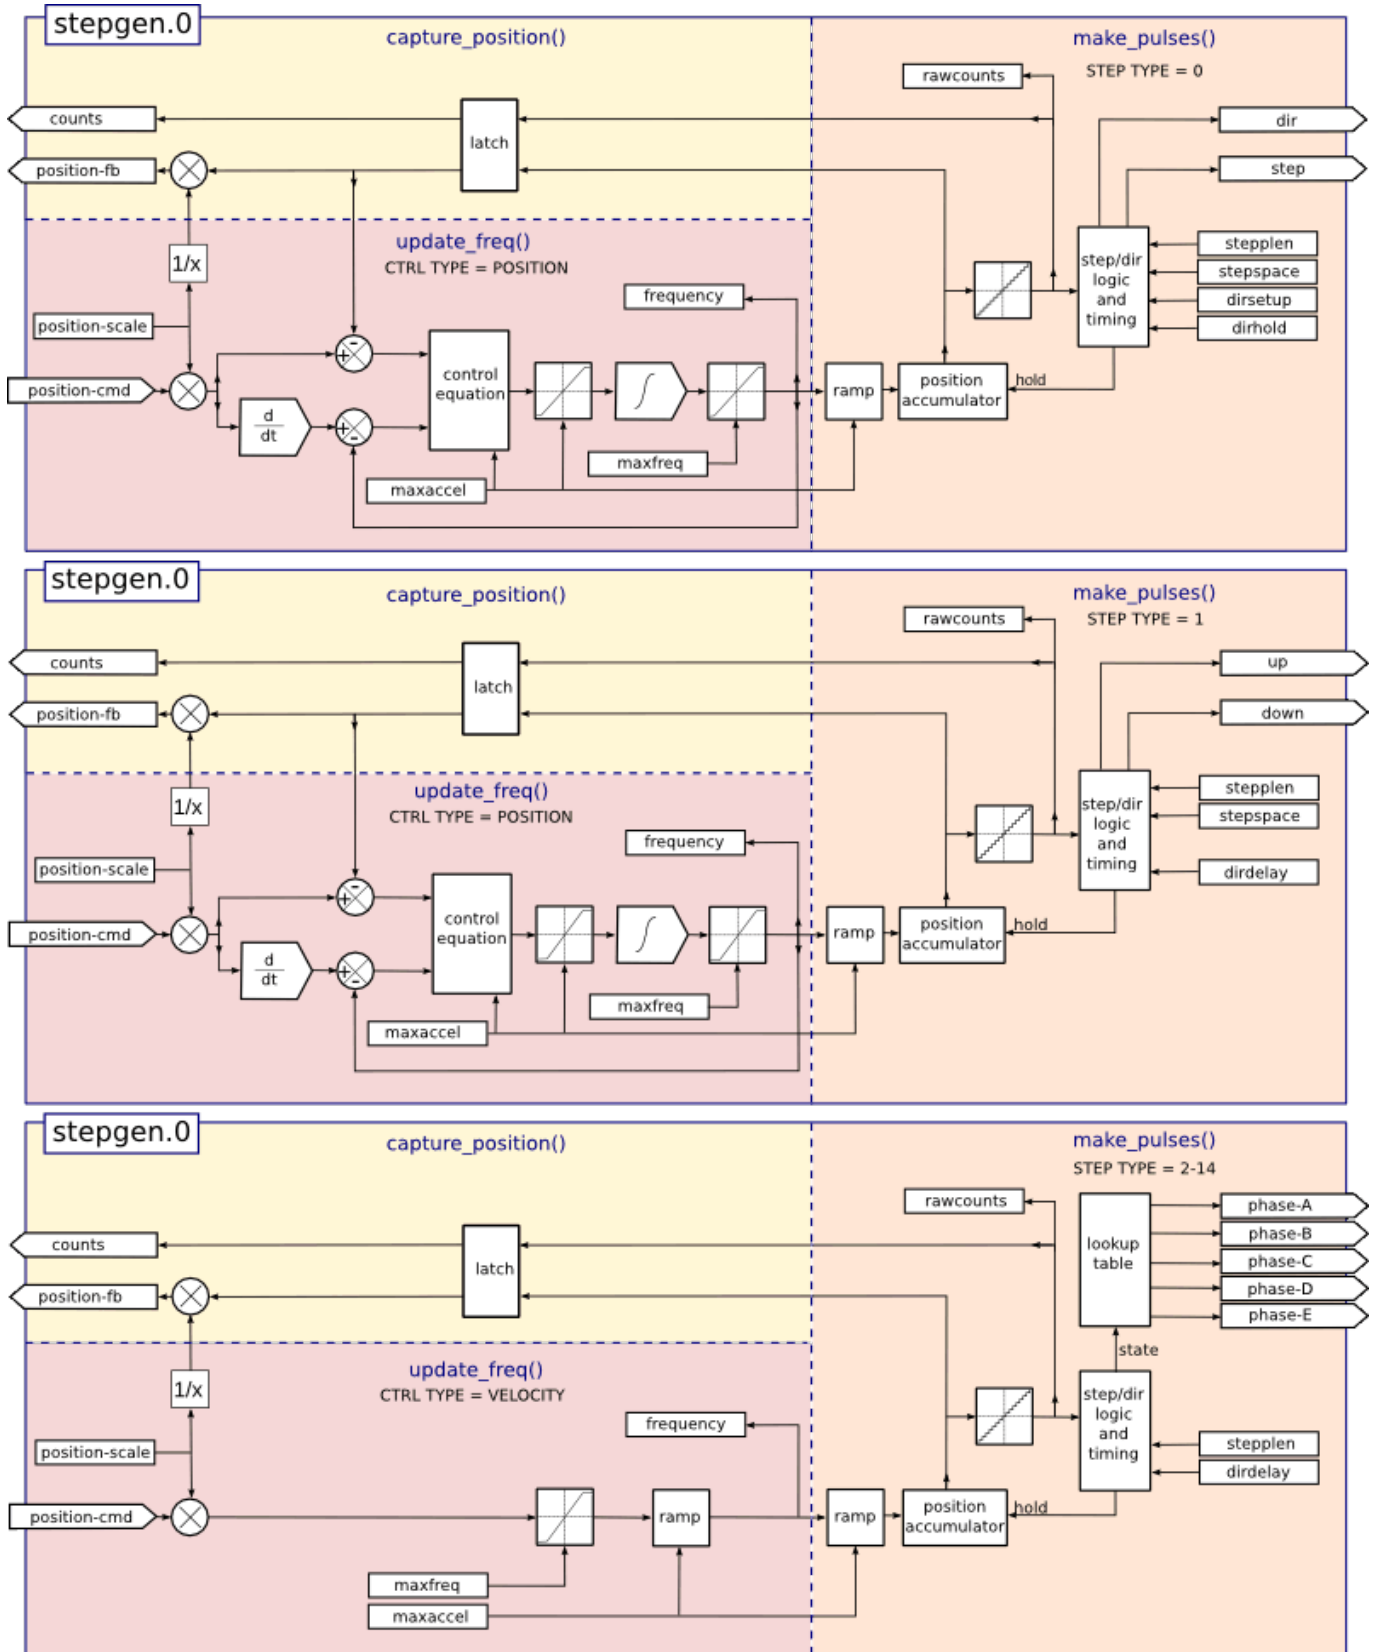 stepgen.0
capture_position()
make_pulses()
STEP TYPE = 0
rawcounts
counts
latch
dir
position-fb
step
update_freq()
CTRL TYPE = POSITION
1/x
stepplen
step/dir
logic
and
timing
stepspace
dirsetup
dirhold
frequency
position-scale
-
+
control
equation
position-cmd
ramp
position
accumulator
hold
d
dt
+
-
∫
maxfreq
maxaccel
stepgen.0
capture_position()
make_pulses()
STEP TYPE = 1
rawcounts
counts
latch
up
position-fb
down
update_freq()
CTRL TYPE = POSITION
1/x
stepplen
step/dir
logic
and
timing
stepspace
dirdelay
frequency
position-scale
-
+
control
equation
position-cmd
ramp
position
accumulator
hold
d
dt
+
-
∫
maxfreq
maxaccel
stepgen.0
capture_position()
make_pulses()
STEP TYPE = 2-14
rawcounts
phase-A
phase-B
phase-C
phase-D
phase-E
lookup
table
counts
latch
position-fb
state
update_freq()
CTRL TYPE = VELOCITY
1/x
step/dir
logic
and
timing
frequency
stepplen
dirdelay
position-scale
position-cmd
ramp
ramp
position
accumulator
hold
maxfreq
maxaccel